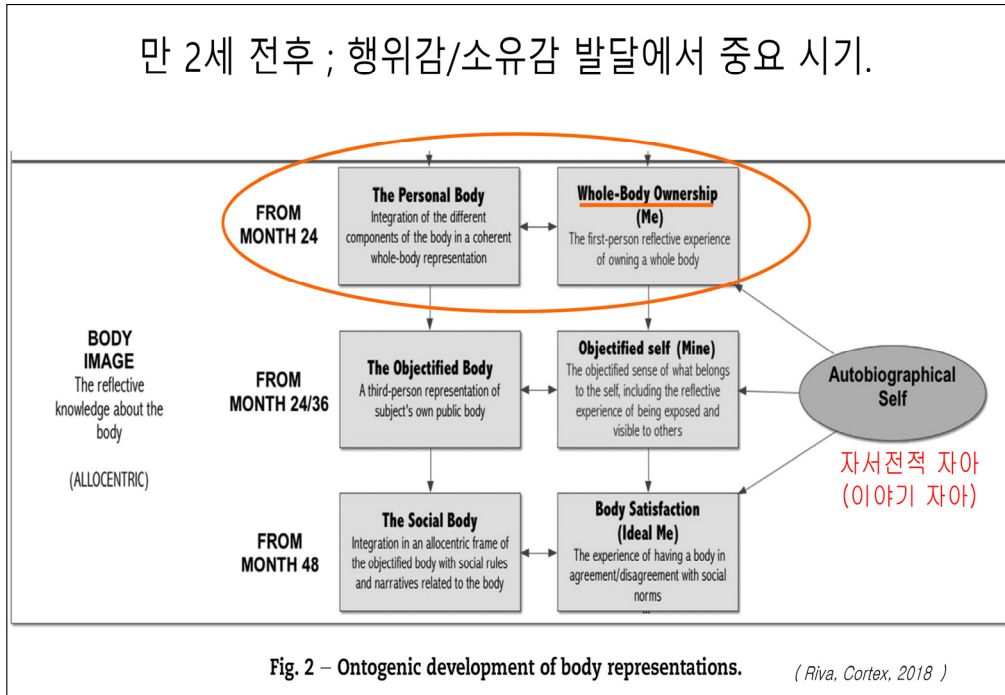 만 2세 전후 ; 행위감/소유감 발달에서 중요 시기.
FROM
MONTH 24
The Personal Body
Integration of the different
components of the body in a coherent
whole-body representation
Whole-Body Ownership
(Me)
The first-person reflective experience
of owning a whole body
BODY
IMAGE
The reflective
knowledge about the
body
(ALLOCENTRIC)
FROM
MONTH 24/36
The Objectified Body
A third-person representation of
subject's own public body
Objectified self (Mine)
The objectified sense of what belongs
to the self, including the reflective
experience of being exposed and
visible to others
Autobiographical
Self
자서전적 자아
(이야기 자아)
FROM
MONTH 48
The Social Body
Integration in an allocentric frame of
the objectified body with social rules
and narratives related to the body
Body Satisfaction
(Ideal Me)
The experience of having a body in
agreement/disagreement with social
norms
...
Fig. 2 – Ontogenic development of body representations.
( Riva, Cortex, 2018 )